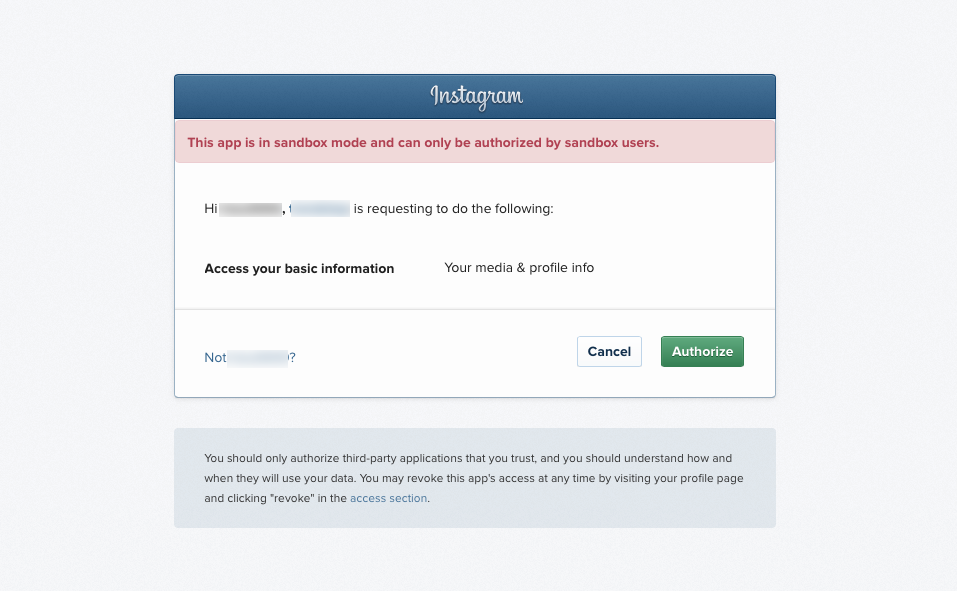 Instagram
This app is in sandbox mode and can only be authorized by sandbox users.
Hi , is requesting to do the following:
Access your basic information Your media & profile info
Not ?
Cancel
Authorize
You should only authorize third-party applications that you trust, and you should understand how and
when they will use your data. You may revoke this app's access at any time by visiting your profile page
and clicking "revoke" in the access section.